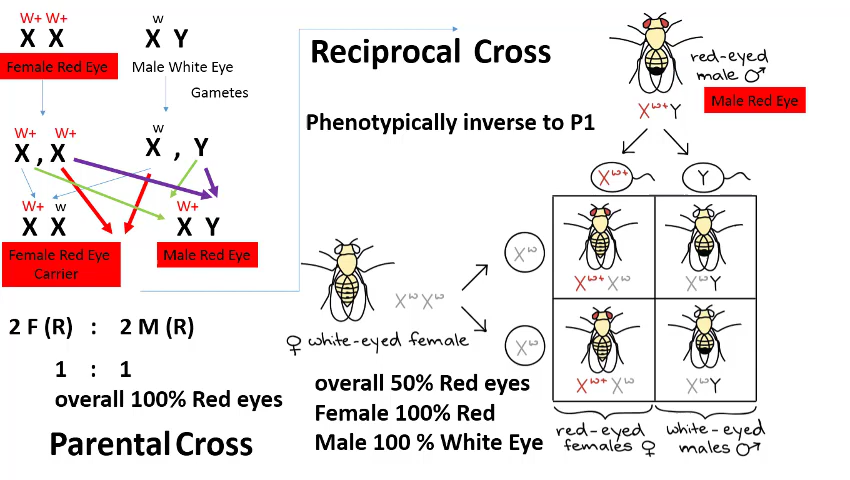 W+ W+
X X
Female Red Eye
w
X Y
Male White Eye
Gametes
W+ W+
X , X
w
X , Y
W+ w
X X
Female Red Eye
Carrier
W+
X Y
Male Red Eye
2 F (R) : 2 M (R)
1 : 1
overall 100% Red eyes
Parental Cross
Reciprocal Cross
Phenotypically inverse to P1
red-eyed
male ♂
Male Red Eye
Xw+Y
Xw+
Y
Xw
Xw+Xw
XwY
XwXw
♀ white-eyed female
Xw
Xw+Xw
XwY
overall 50% Red eyes
Female 100% Red
Male 100 % White Eye
red-eyed
females ♀
white-eyed
males ♂